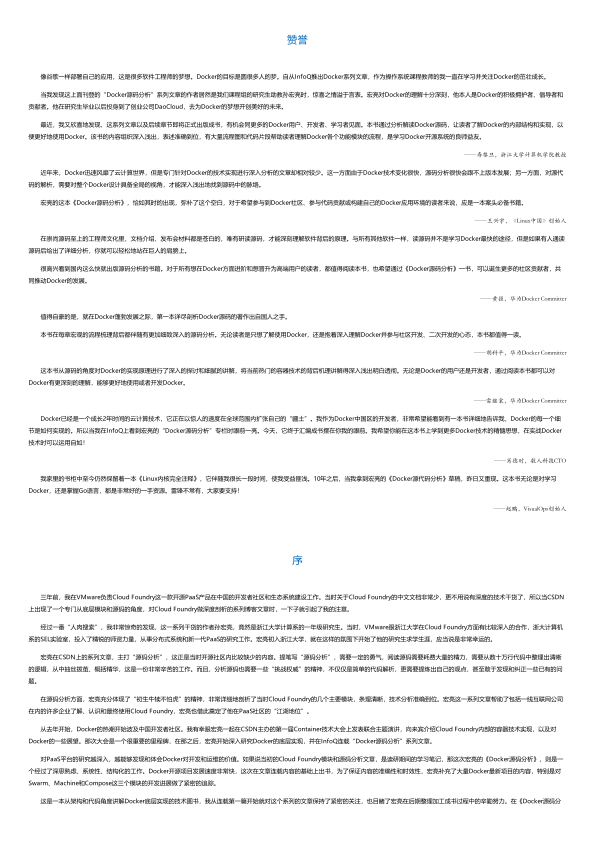 赞誉
像谷歌一样部署自己的应用，这是很多软件工程师的梦想。Docker的目标是圆很多人的梦。自从InfoQ推出Docker系列文章，作为操作系统课程教师的我一直在学习并关注Docker的茁壮成长。
当我发现这上面刊登的“Docker源码分析”系列文章的作者居然是我们课程组的研究生助教孙宏亮时，惊喜之情溢于言表。宏亮对Docker的理解十分深刻，他本人是Docker的积极拥护者、倡导者和
贡献者。他在研究生毕业以后投身到了创业公司DaoCloud，去为Docker的梦想开创美好的未来。
最近，我又欣喜地发现，这系列文章以及后续章节即将正式出版成书，有机会同更多的Docker用户、开发者、学习者见面。本书通过分析解读Docker源码，让读者了解Docker的内部结构和实现，以
便更好地使用Docker。该书的内容组织深入浅出，表述准确到位，有大量流程图和代码片段帮助读者理解Docker各个功能模块的流程，是学习Docker开源系统的良师益友。
——寿黎但，浙江大学计算机学院教授
近年来，Docker迅速风靡了云计算世界，但是专门针对Docker的技术实现进行深入分析的文章却相对较少。这一方面由于Docker技术变化很快，源码分析很快会跟不上版本发展；另一方面，对源代
码的解析，需要对整个Docker设计具备全局的视角，才能深入浅出地找到源码中的脉络。
宏亮的这本《Docker源码分析》，恰如其时的出现，弥补了这个空白，对于希望参与到Docker社区、参与代码贡献或构建自己的Docker应用环境的读者来说，应是一本案头必备书籍。
——王兴宇，《Linux中国》创始人
在崇尚源码至上的工程师文化里，文档介绍、发布会材料都是苍白的，唯有研读源码，才能深刻理解软件背后的原理。与所有其他软件一样，读源码并不是学习Docker最快的途径，但是如果有人通读
源码后给出了详细分析，你就可以轻松地站在巨人的肩膀上。
很高兴看到国内这么快就出版源码分析的书籍。对于所有想在Docker方面进阶和想晋升为高端用户的读者，都值得阅读本书，也希望通过《Docker源码分析》一书，可以诞生更多的社区贡献者，共
同推动Docker的发展。
——黄强，华为Docker Committer
值得自豪的是，就在Docker蓬勃发展之际，第一本详尽剖析Docker源码的著作出自国人之手。
本书在每章宏观的流程梳理背后都伴随有更加细致深入的源码分析。无论读者是只想了解使用Docker，还是抱着深入理解Docker并参与社区开发、二次开发的心态，本书都值得一读。
——胡科平，华为Docker Committer
这本书从源码的角度对Docker的实现原理进行了深入的探讨和细腻的讲解，将当前热门的容器技术的背后机理讲解得深入浅出明白透彻。无论是Docker的用户还是开发者，通过阅读本书都可以对
Docker有更深刻的理解，能够更好地使用或者开发Docker。
——雷继棠，华为Docker Committer
Docker已经是一个成长2年时间的云计算技术，它正在以惊人的速度在全球范围内扩张自己的“疆土”。我作为Docker中国区的开发者，非常希望能看到有一本书详细地告诉我，Docker的每一个细
节是如何实现的。所以当我在InfoQ上看到宏亮的“Docker源码分析”专栏时眼前一亮。今天，它终于汇编成书摆在你我的眼前。我希望你能在这本书上学到更多Docker技术的精髓思想，在实战Docker
技术时可以运用自如！
——肖德时，数人科技CTO
我家里的书柜中至今仍然保留着一本《Linux内核完全注释》，它伴随我很长一段时间，使我受益匪浅。10年之后，当我拿到宏亮的《Docker源代码分析》草稿，昨日又重现。这本书无论是对学习
Docker，还是掌握Go语言，都是非常好的一手资源。雷锋不常有，大家要支持！
——赵鹏，VisualOps创始人
序
三年前，我在VMware负责Cloud Foundry这一款开源PaaS产品在中国的开发者社区和生态系统建设工作。当时关于Cloud Foundry的中文文档非常少，更不用说有深度的技术干货了，所以当CSDN
上出现了一个专门从底层模块和源码的角度，对Cloud Foundry做深度剖析的系列博客文章时，一下子就引起了我的注意。
经过一番“人肉搜索”，我非常惊奇的发现，这一系列干货的作者孙宏亮，竟然是浙江大学计算系的一年级研究生。当时，VMware跟浙江大学在Cloud Foundry方面有比较深入的合作，浙大计算机
系的SEL实验室，投入了精锐的师资力量，从事分布式系统和新一代PaaS的研究工作。宏亮初入浙江大学，就在这样的氛围下开始了他的研究生求学生涯，应当说是非常幸运的。
宏亮在CSDN上的系列文章，主打“源码分析”，这正是当时开源社区内比较缺少的内容。提笔写“源码分析”，需要一定的勇气。阅读源码需要耗费大量的精力，需要从数十万行代码中整理出清晰
的逻辑，从中抽丝拨茧、概括精华，这是一份非常辛苦的工作。而且，分析源码也需要一些“挑战权威”的精神，不仅仅是简单的代码解析，更需要提炼出自己的观点，甚至敢于发现和纠正一些已有的问
题。
在源码分析方面，宏亮充分体现了“初生牛犊不怕虎”的精神，非常详细地剖析了当时Cloud Foundry的几个主要模块，条理清晰，技术分析准确到位。宏亮这一系列文章帮助了包括一线互联网公司
在内的许多企业了解、认识和最终使用Cloud Foundry，宏亮也借此奠定了他在PaaS社区的“江湖地位”。
从去年开始，Docker的热潮开始波及中国开发者社区。我有幸跟宏亮一起在CSDN主办的第一届Container技术大会上发表联合主题演讲，向来宾介绍Cloud Foundry内部的容器技术实现，以及对
Docker的一些展望。那次大会是一个很重要的里程碑，在那之后，宏亮开始深入研究Docker的底层实现，并在InfoQ连载“Docker源码分析”系列文章。
对PaaS平台的研究越深入，越能够发现和体会Docker对开发和运维的价值。如果说当初的Cloud Foundry模块和源码分析文章，是读研期间的学习笔记，那这次宏亮的《Docker源码分析》，则是一
个经过了深思熟虑、系统性、结构化的工作。Docker开源项目发展速度非常快，这次在文章连载内容的基础上出书，为了保证内容的准确性和时效性，宏亮补充了大量Docker最新项目的内容，特别是对
Swarm、Machine和Compose这三个模块的开发进展做了紧密的追踪。
这是一本从架构和代码角度讲解Docker底层实现的技术图书，我从连载第一篇开始就对这个系列的文章保持了紧密的关注，也目睹了宏亮在后期整理加工成书过程中的辛勤努力。在《Docker源码分